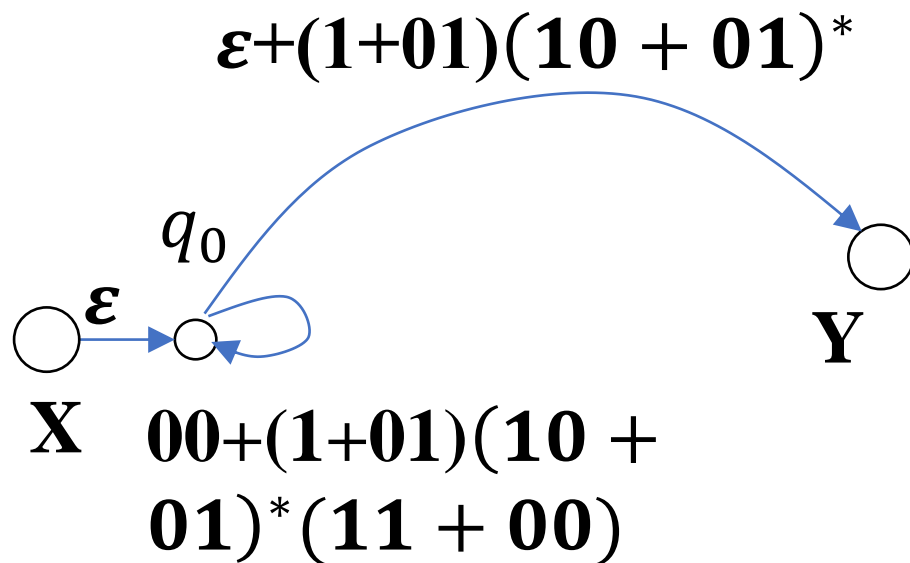 ε+(1+01)(10 + 01)*
q₀
ε
Y
X
00+(1+01)(10 +
01)*(11 + 00)